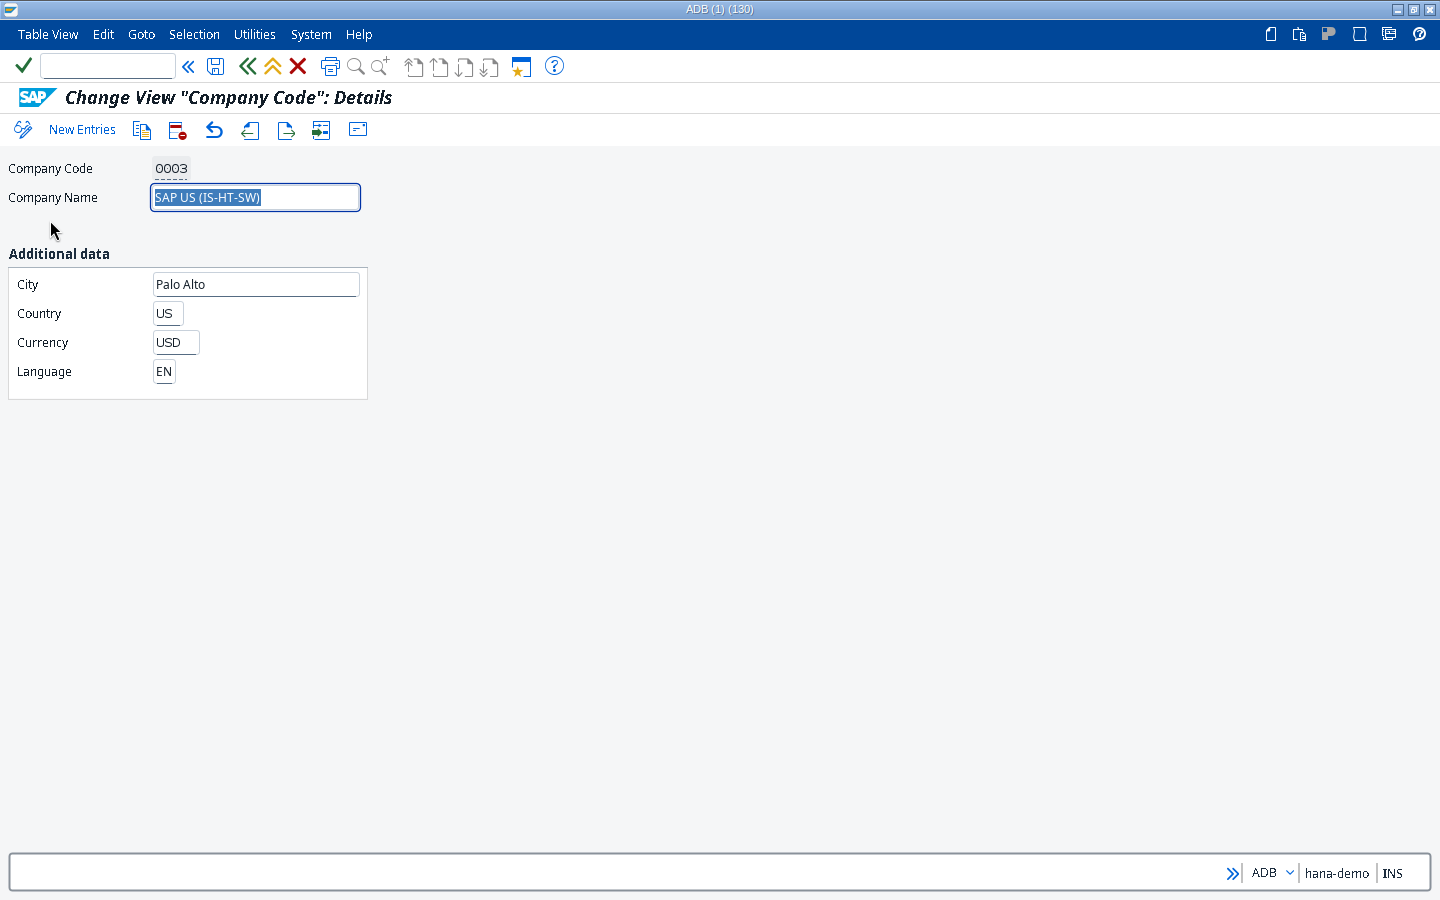 ADB (1) (130)
Table View Edit Goto Selection Utilities System Help
SAP Change View "Company Code": Details
New Entries
Company Code 0003
Company Name SAP US (IS-HT-SW)
Additional data
City Palo Alto
Country US
Currency USD
Language EN
ADB hana-demo INS